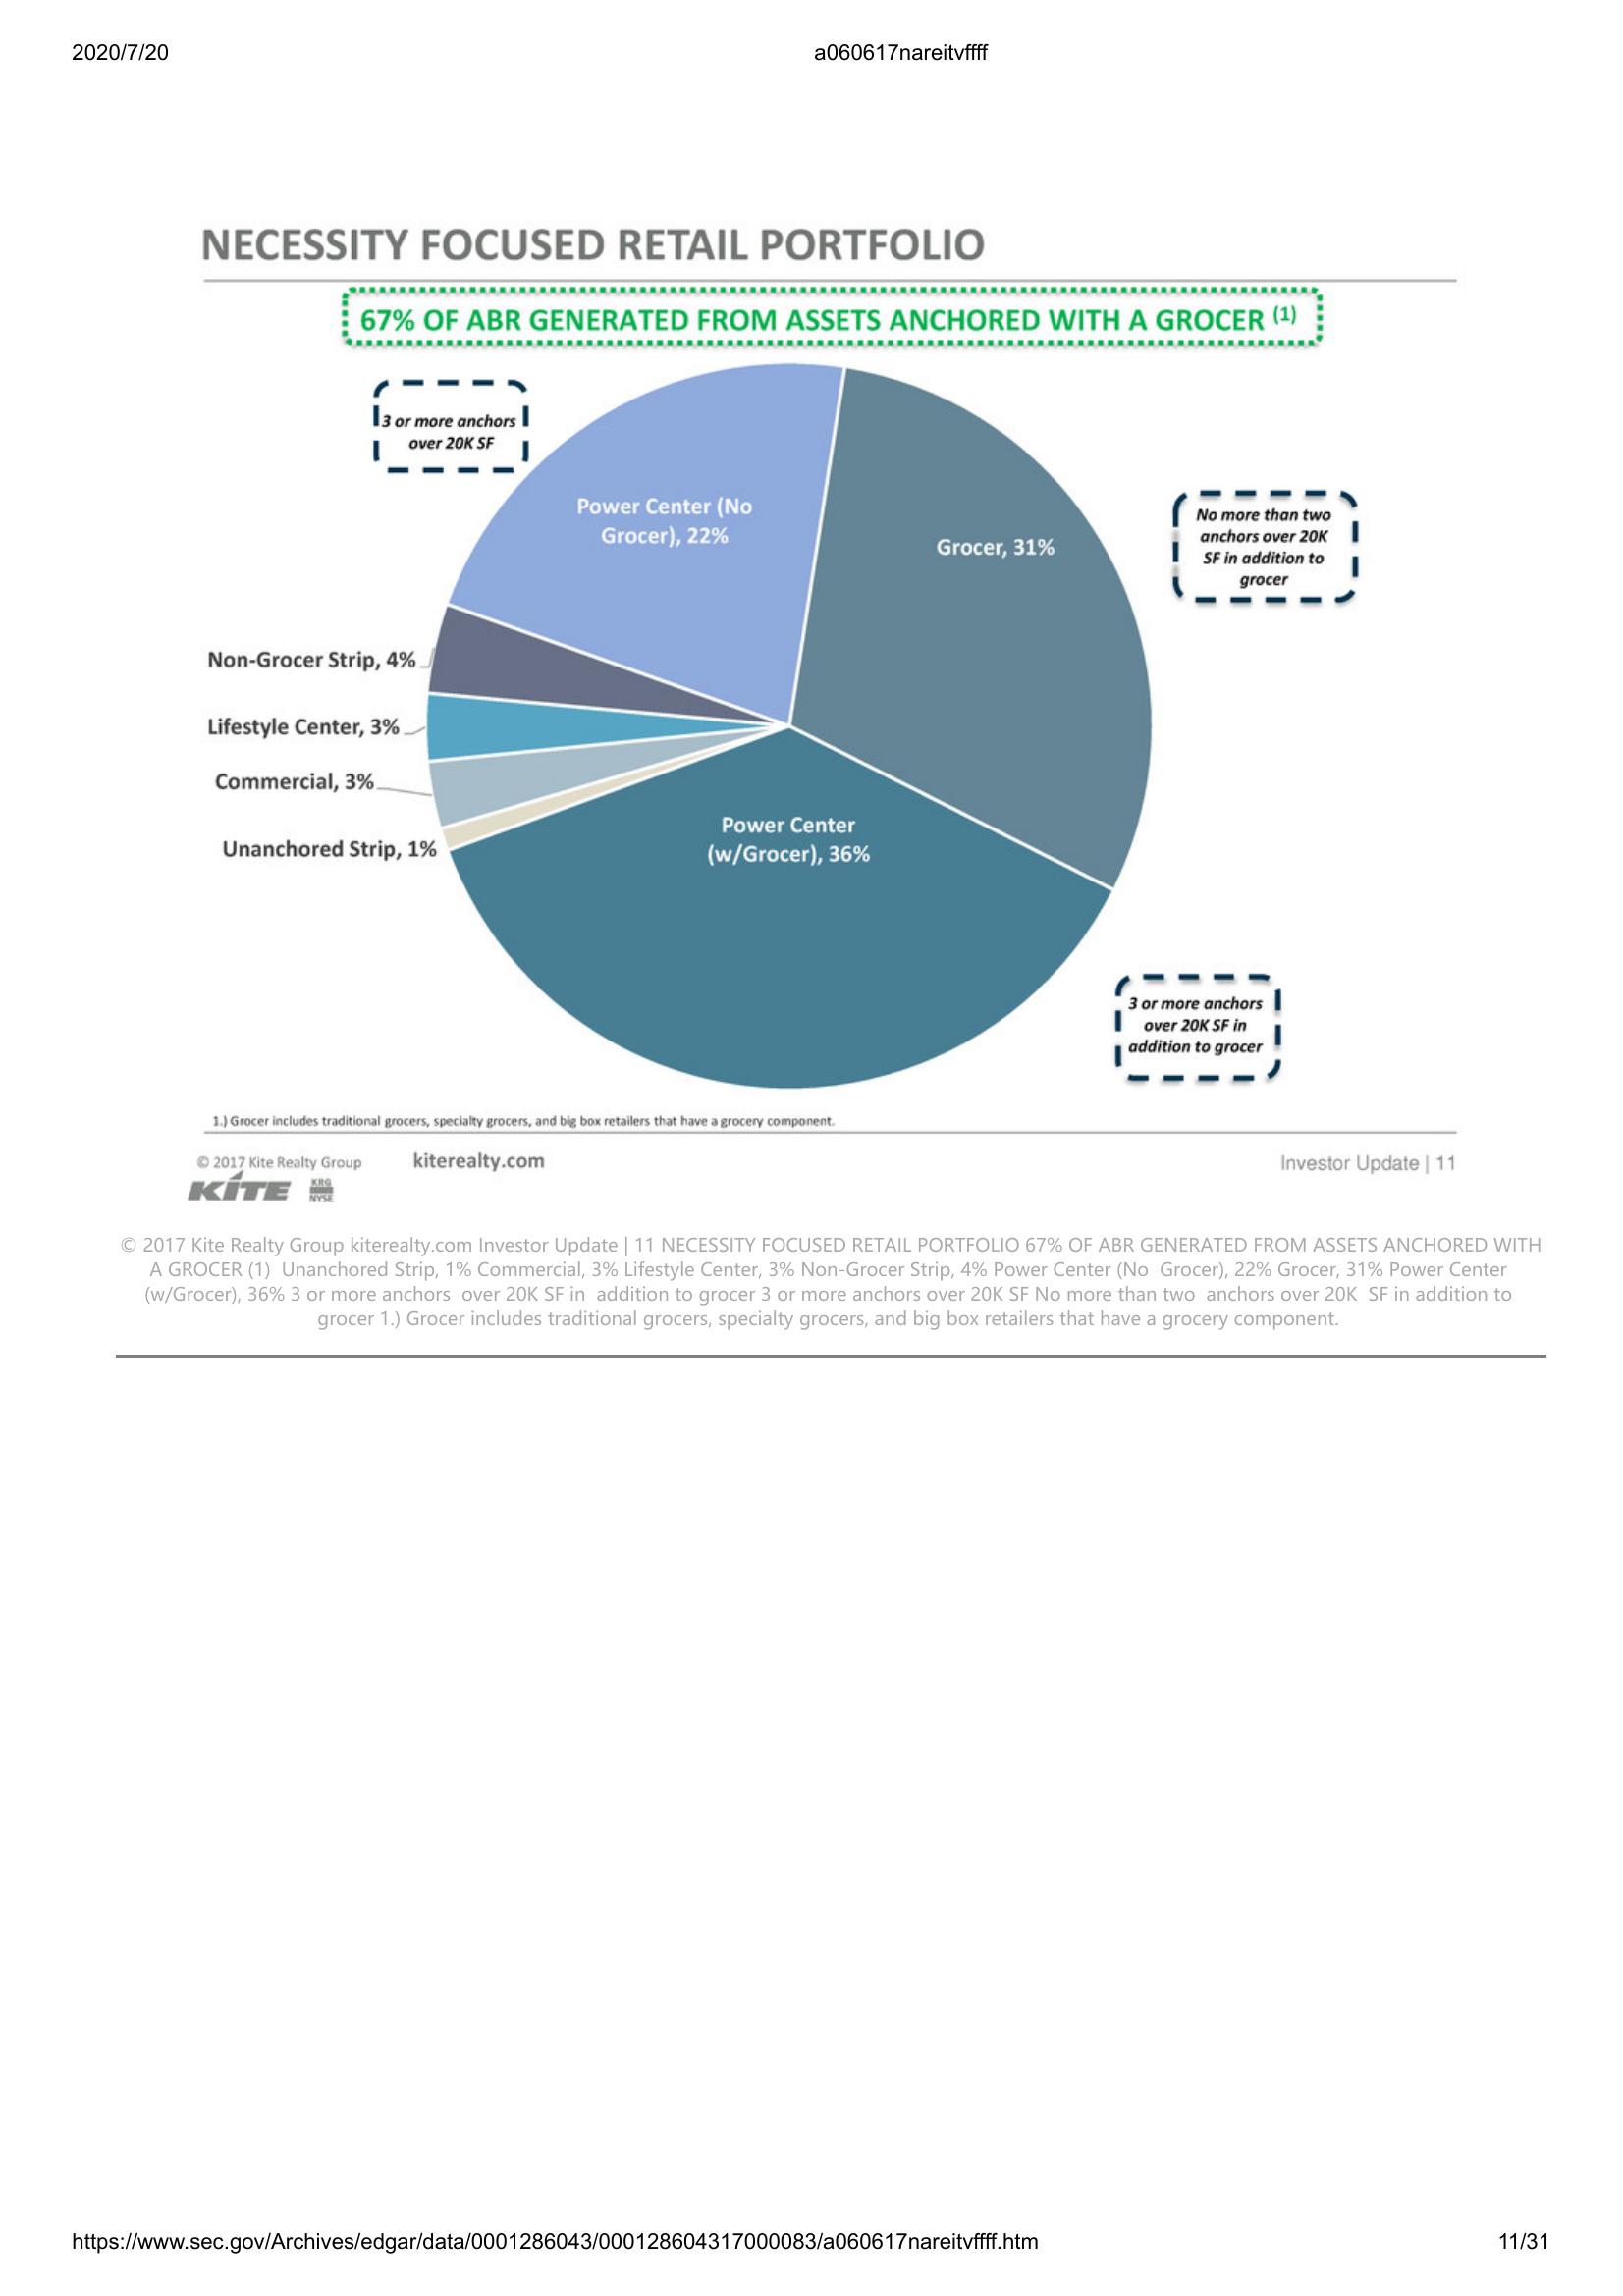 2020/7/20
a060617nareitvffff
NECESSITY FOCUSED RETAIL PORTFOLIO
67% OF ABR GENERATED FROM ASSETS ANCHORED WITH A GROCER (1)
3 or more anchors
over 20K SF
Power Center (No
Grocer), 22%
Grocer, 31%
No more than two
anchors over 20K
SF in addition to
grocer
Non-Grocer Strip, 4%
Lifestyle Center, 3%
Commercial, 3%
Unanchored Strip, 1%
Power Center
(w/Grocer), 36%
3 or more anchors
over 20K SF in
addition to grocer
1.) Grocer includes traditional grocers, specialty grocers, and big box retailers that have a grocery component.
© 2017 Kite Realty Group
kiterealty.com
Investor Update | 11
KITE
KRG
NYSE
© 2017 Kite Realty Group kiterealty.com Investor Update | 11 NECESSITY FOCUSED RETAIL PORTFOLIO 67% OF ABR GENERATED FROM ASSETS ANCHORED WITH
A GROCER (1) Unanchored Strip, 1% Commercial, 3% Lifestyle Center, 3% Non-Grocer Strip, 4% Power Center (No Grocer), 22% Grocer, 31% Power Center
(w/Grocer), 36% 3 or more anchors over 20K SF in addition to grocer 3 or more anchors over 20K SF No more than two anchors over 20K SF in addition to
grocer 1.) Grocer includes traditional grocers, specialty grocers, and big box retailers that have a grocery component.
https://www.sec.gov/Archives/edgar/data/0001286043/000128604317000083/a060617nareitvffff.htm
11/31